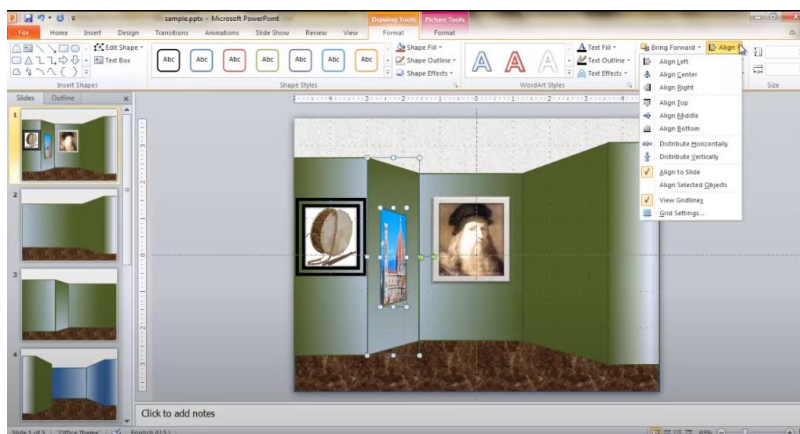 sample.pptx - Microsoft PowerPoint
Drawing Tools
Picture Tools
File
Home
Insert
Design
Transitions
Animations
Slide Show
Review
View
Format
Format
Edit Shape
Text Box
Insert Shapes
Abc
Abc
Abc
Abc
Abc
Abc
Abc
Shape Fill
Shape Outline
Shape Effects
Shape Styles
A
A
A
Text Fill
Text Outline
Text Effects
WordArt Styles
Bring Forward
Align
Size
Align Left
Align Center
Align Right
Align Top
Align Middle
Align Bottom
Distribute Horizontally
Distribute Vertically
Align to Slide
Align Selected Objects
View Gridlines
Grid Settings...
Slides
Outline
1
2
3
4
Click to add notes
Slide 1 of 5
"Office Theme"
English (U.S.)